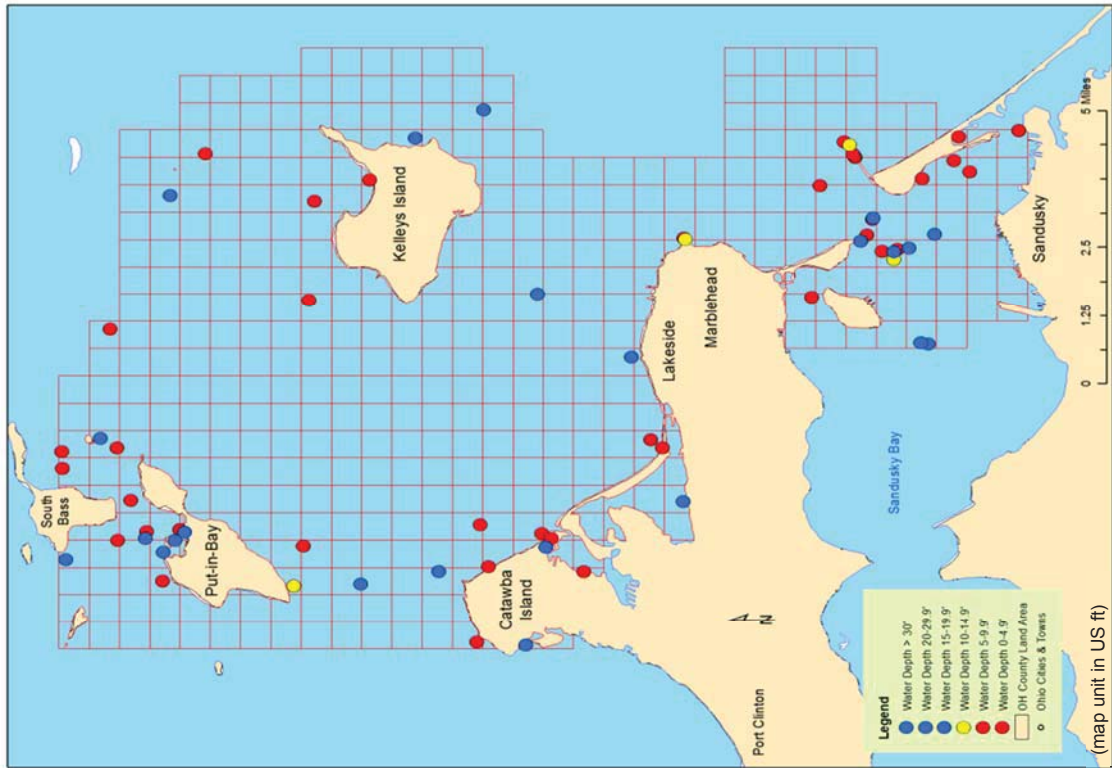 South
Bass
Put-in-Bay
Kelleys Island
Catawba
Island
Lakeside
Marblehead
Port Clinton
Sandusky Bay
Sandusky
N
0
1.25
2.5
5 Miles
Legend
Water Depth > 30'
Water Depth 20-29.9'
Water Depth 15-19.9'
Water Depth 10-14.9'
Water Depth 5-9.9'
Water Depth 0-4.9'
OH County Land Area
Ohio Cities & Towns
(map unit in US ft)